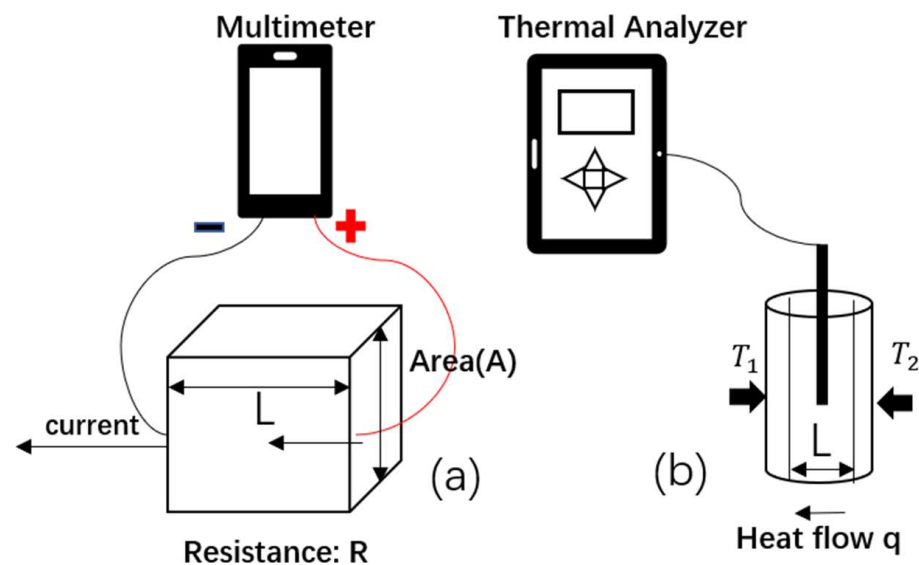 Multimeter
Thermal Analyzer
− +
Area(A)
L
current
(a)
Resistance: R
T₁
T₂
L
(b)
Heat flow q